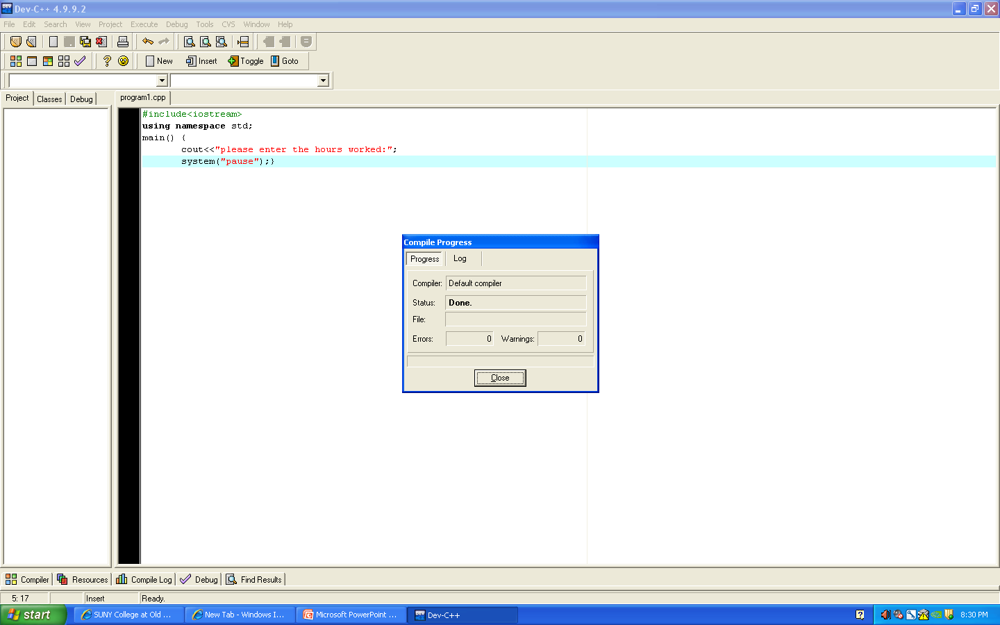 Dev-C++ 4.9.9.2
File Edit Search View Project Execute Debug Tools CVS Window Help
New Insert Toggle Goto
Project Classes Debug program1.cpp
#include<iostream>
using namespace std;
main() {
cout<<"please enter the hours worked:";
system("pause");}
Compile Progress
Progress Log
Compiler: Default compiler
Status: Done.
File:
Errors: 0 Warnings: 0
Close
Compiler Resources Compile Log Debug Find Results
5: 17 Insert Ready.
start SUNY College at Old ... New Tab - Windows I... Microsoft PowerPoint ... Dev-C++ 8:30 PM